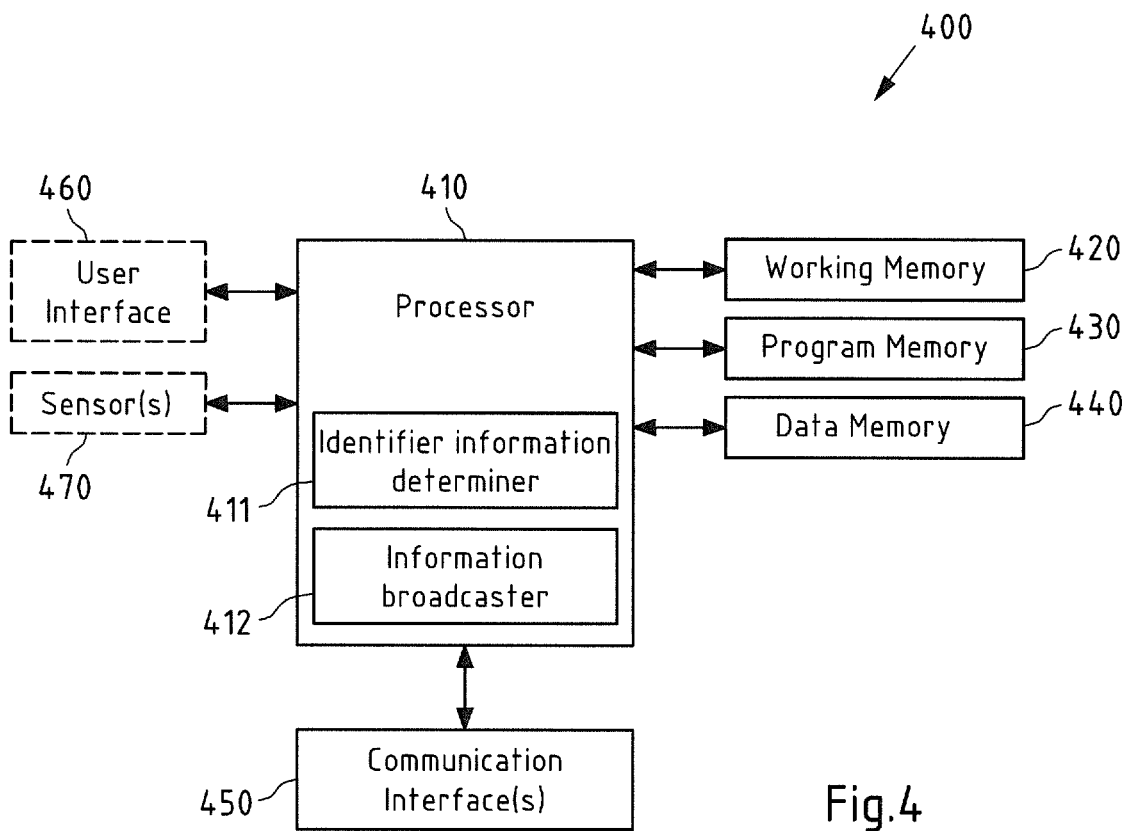 400
460
410
User
Interface
Processor
Working Memory
420
Program Memory
430
Sensor(s)
470
Data Memory
440
Identifier information
determiner
411
Information
broadcaster
412
Communication
Interface(s)
450
Fig.4